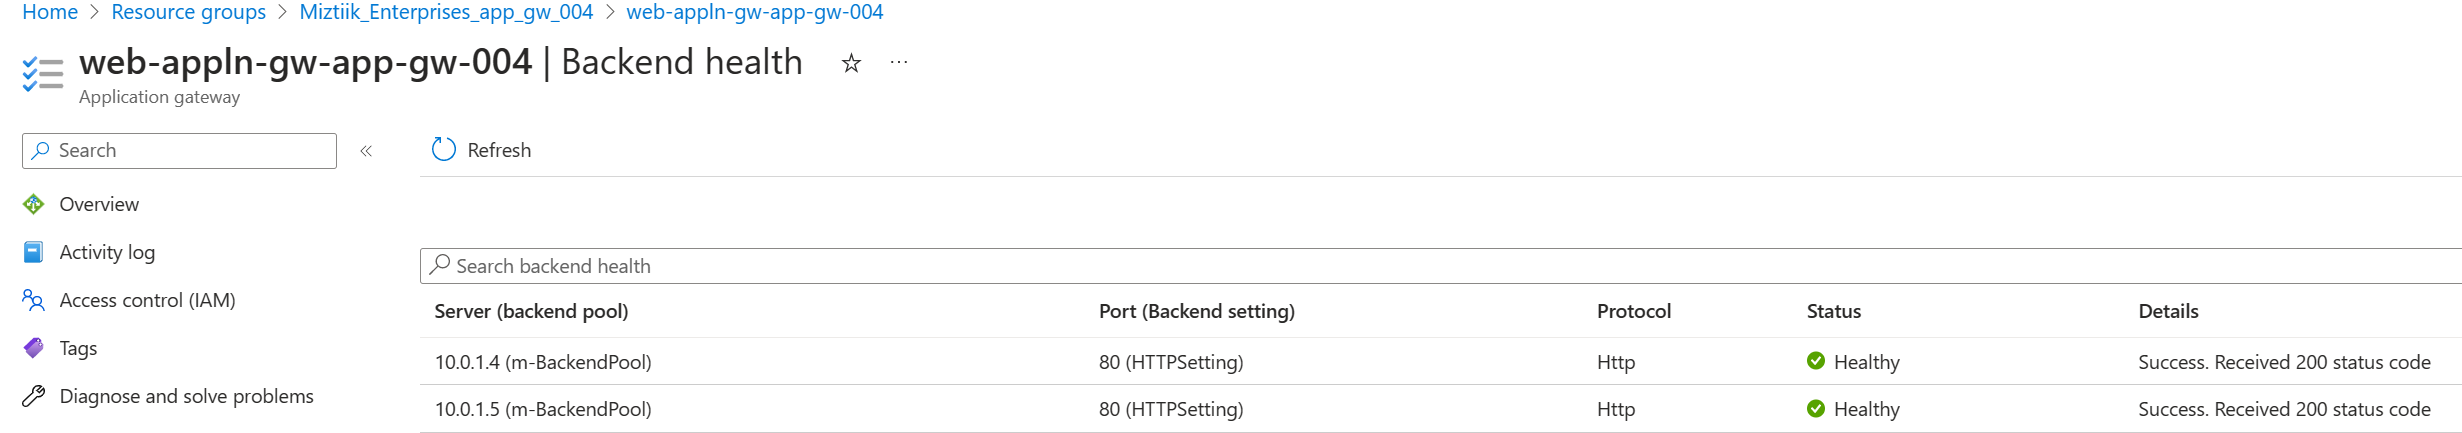 Home > Resource groups > Miztiik_Enterprises_app_gw_004 > web-appln-gw-app-gw-004
web-appln-gw-app-gw-004 | Backend health
Application gateway
Search
Refresh
Overview
Activity log
Access control (IAM)
Tags
Diagnose and solve problems
Search backend health
Server (backend pool) Port (Backend setting) Protocol Status Details
10.0.1.4 (m-BackendPool) 80 (HTTPSetting) Http Healthy Success. Received 200 status code
10.0.1.5 (m-BackendPool) 80 (HTTPSetting) Http Healthy Success. Received 200 status code